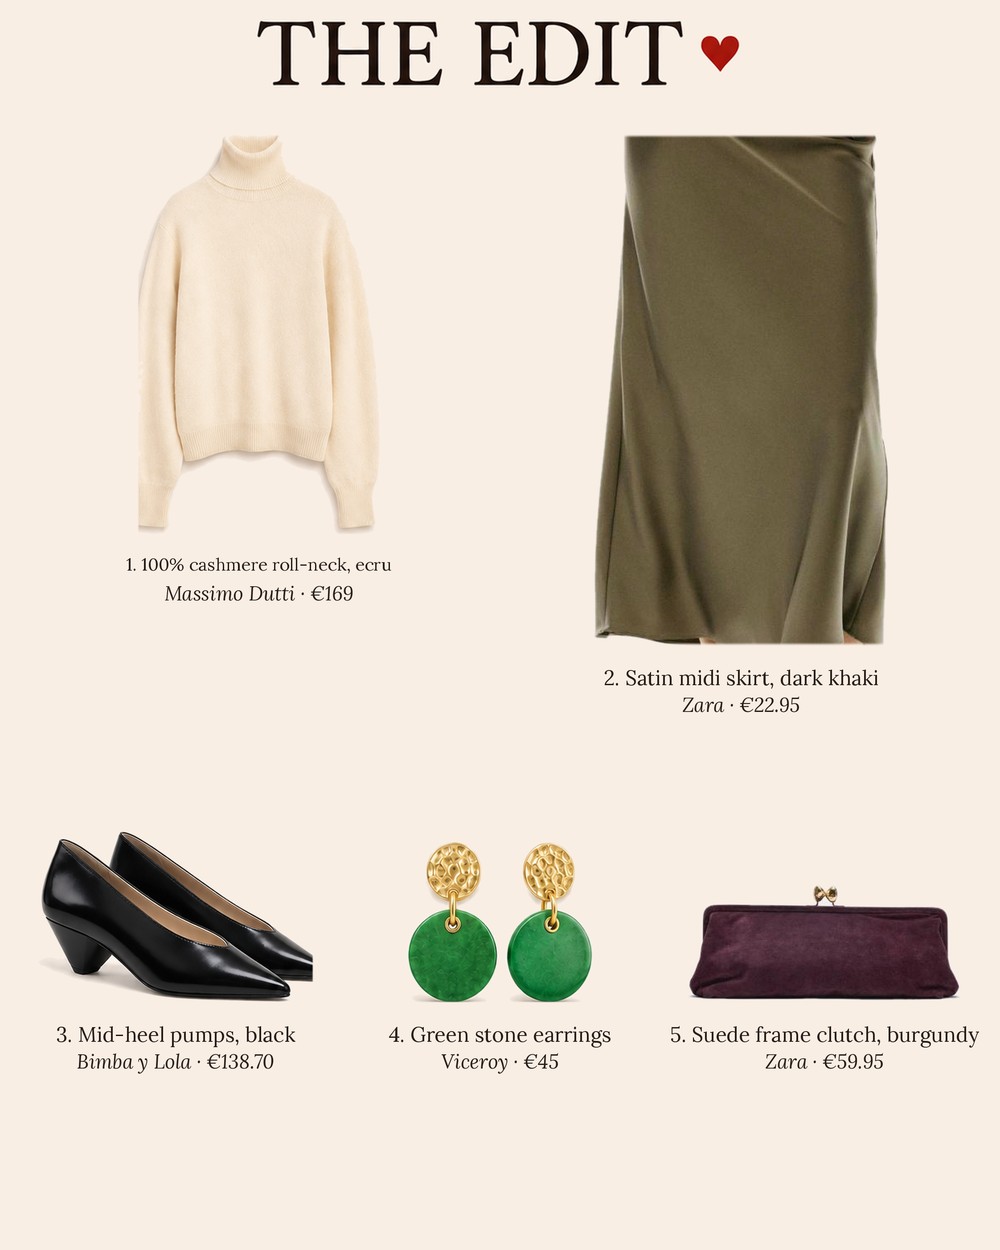 THE EDIT ♥
1. 100% cashmere roll-neck, ecru
Massimo Dutti · €169
2. Satin midi skirt, dark khaki
Zara · €22.95
3. Mid-heel pumps, black
Bimba y Lola · €138.70
4. Green stone earrings
Viceroy · €45
5. Suede frame clutch, burgundy
Zara · €59.95